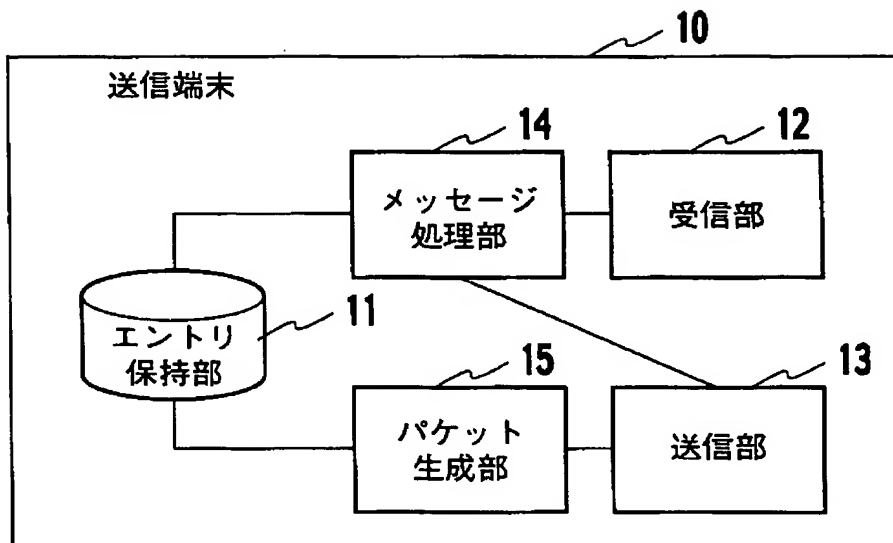 10
送信端末
14
12
メッセージ
処理部
受信部
11
エントリ
保持部
15
13
パケット
生成部
送信部